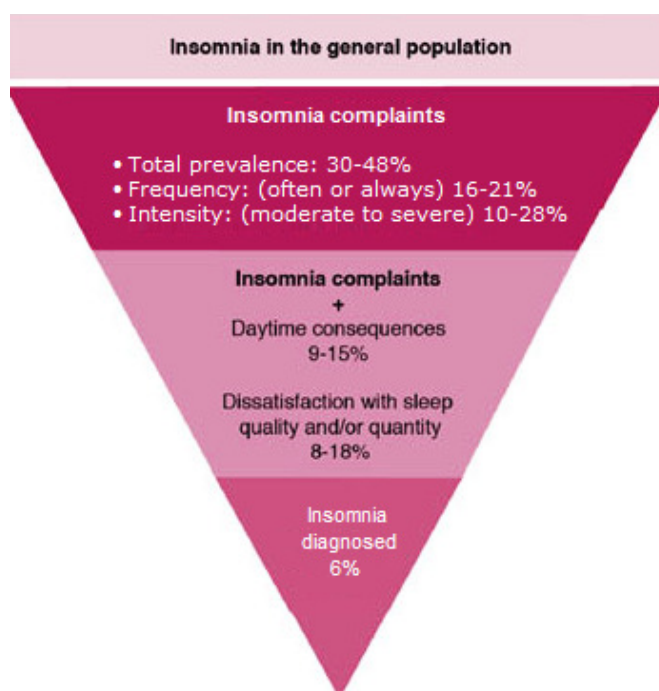 Insomnia in the general population
Insomnia complaints
• Total prevalence: 30-48%
• Frequency: (often or always) 16-21%
• Intensity: (moderate to severe) 10-28%
Insomnia complaints
+
Daytime consequences
9-15%
Dissatisfaction with sleep
quality and/or quantity
8-18%
Insomnia
diagnosed
6%